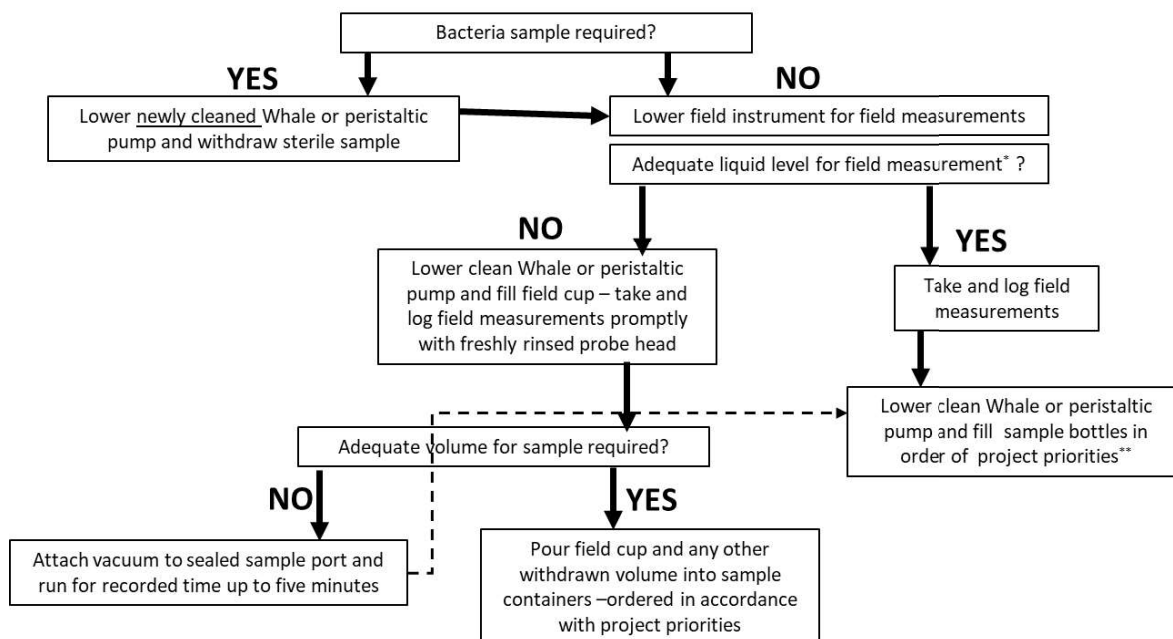 Bacteria sample required?
YES
NO
Lower newly cleaned Whale or peristaltic
pump and withdraw sterile sample
Lower field instrument for field measurements
Adequate liquid level for field measurement* ?
NO
YES
Lower clean Whale or peristaltic
pump and fill field cup – take and
log field measurements promptly
with freshly rinsed probe head
Take and log field
measurements
Lower clean Whale or peristaltic
pump and fill sample bottles in
order of project priorities**
Adequate volume for sample required?
NO
YES
Attach vacuum to sealed sample port and
run for recorded time up to five minutes
Pour field cup and any other
withdrawn volume into sample
containers –ordered in accordance
with project priorities